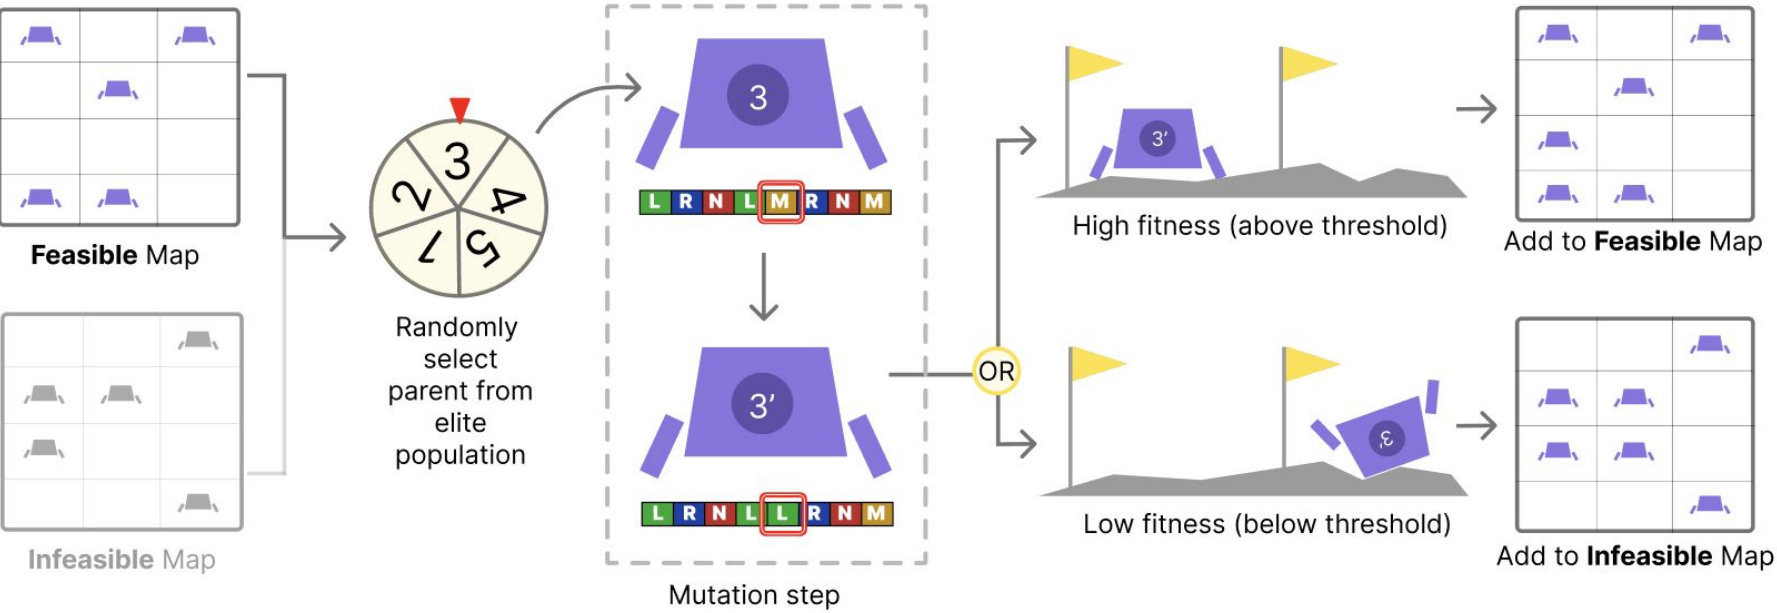 Feasible Map
Infeasible Map
3
4
5
1
2
Randomly
select
parent from
elite
population
3
L R N L M R N M
3’
L R N L L R N M
Mutation step
OR
3’
High fitness (above threshold)
3’
Low fitness (below threshold)
Add to Feasible Map
Add to Infeasible Map